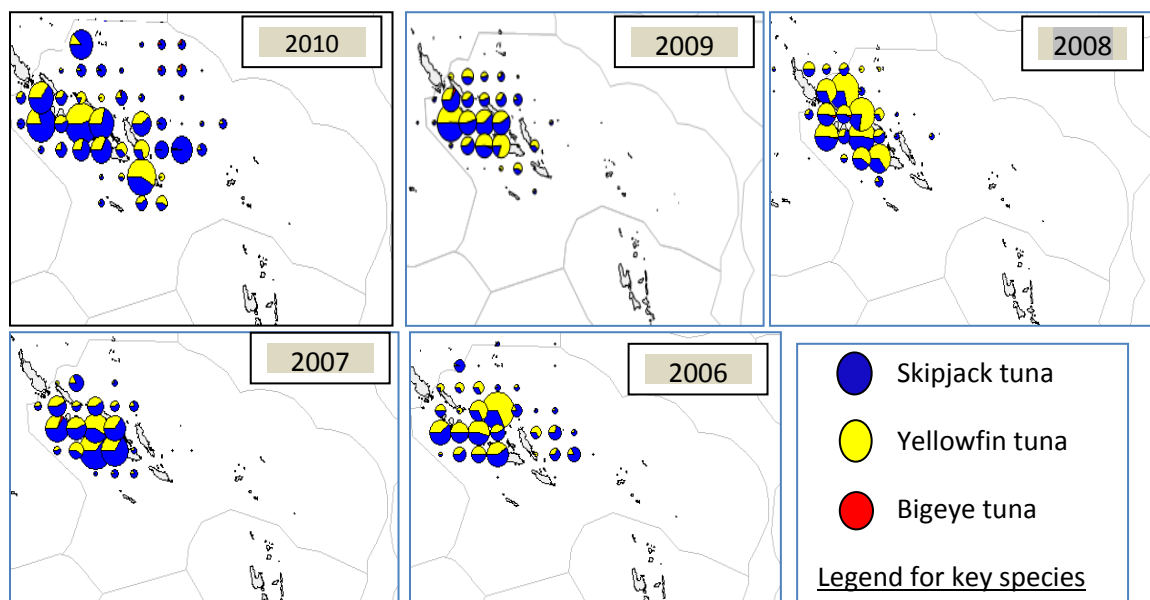 2010
2009
2008
2007
2006
Skipjack tuna
Yellowfin tuna
Bigeye tuna
Legend for key species